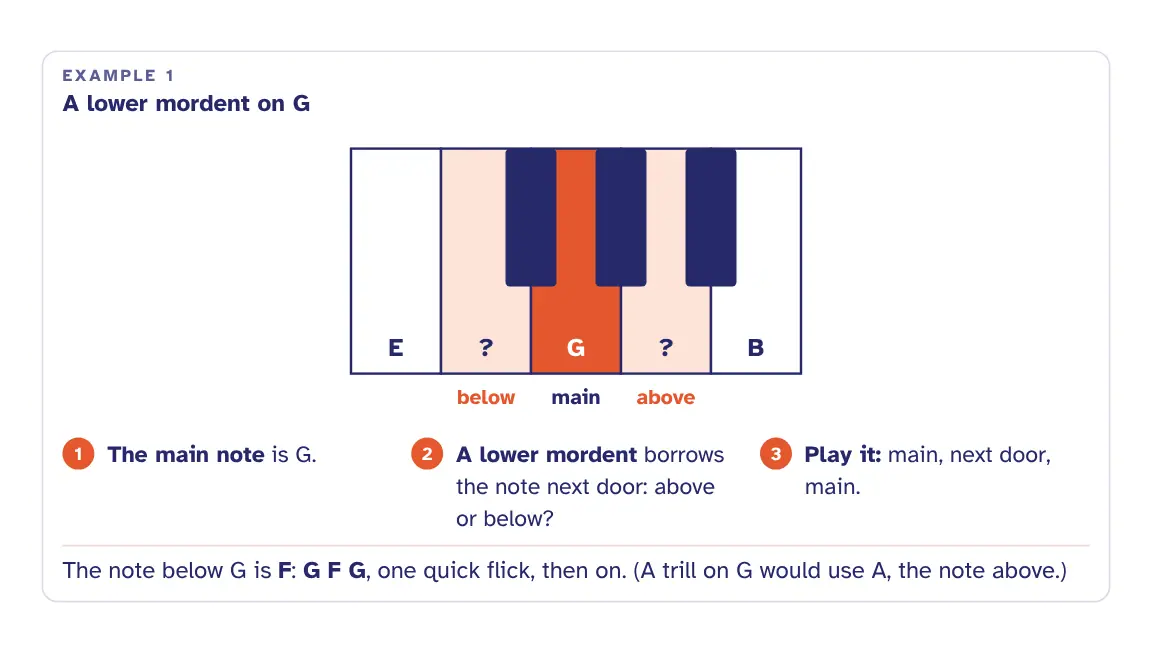 EXAMPLE 1
A lower mordent on G
E ? G ? B
below main above
1 The main note is G.
2 A lower mordent borrows
the note next door: above
or below?
3 Play it: main, next door,
main.
The note below G is F: G F G, one quick flick, then on. (A trill on G would use A, the note above.)